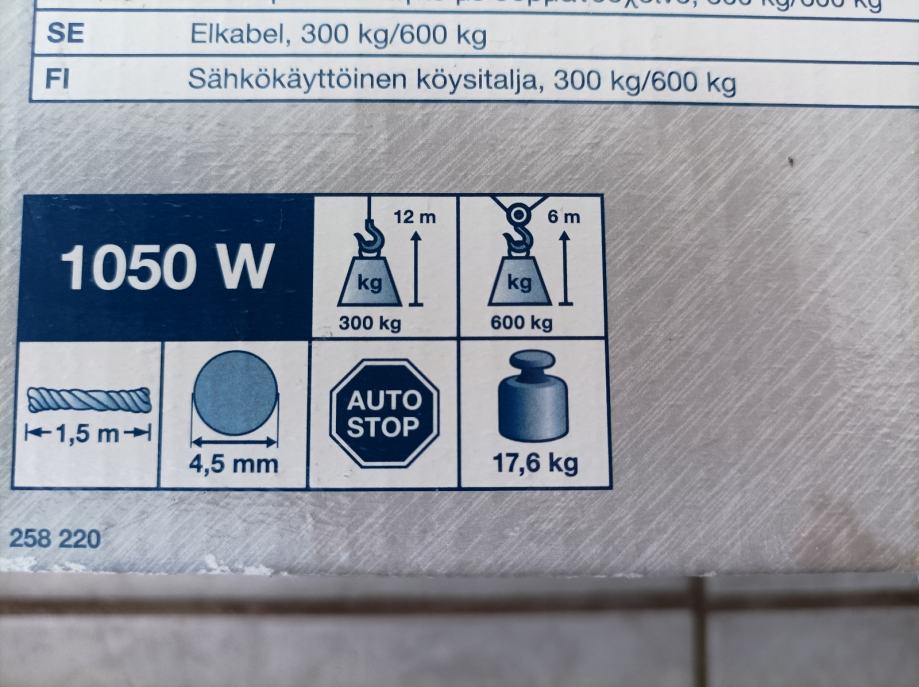 SE Elkabel, 300 kg/600 kg
FI Sähkökäyttöinen köysitalja, 300 kg/600 kg
1050 W
12 m
kg
300 kg
6 m
kg
600 kg
1,5 m
4,5 mm
AUTO
STOP
17,6 kg
258 220